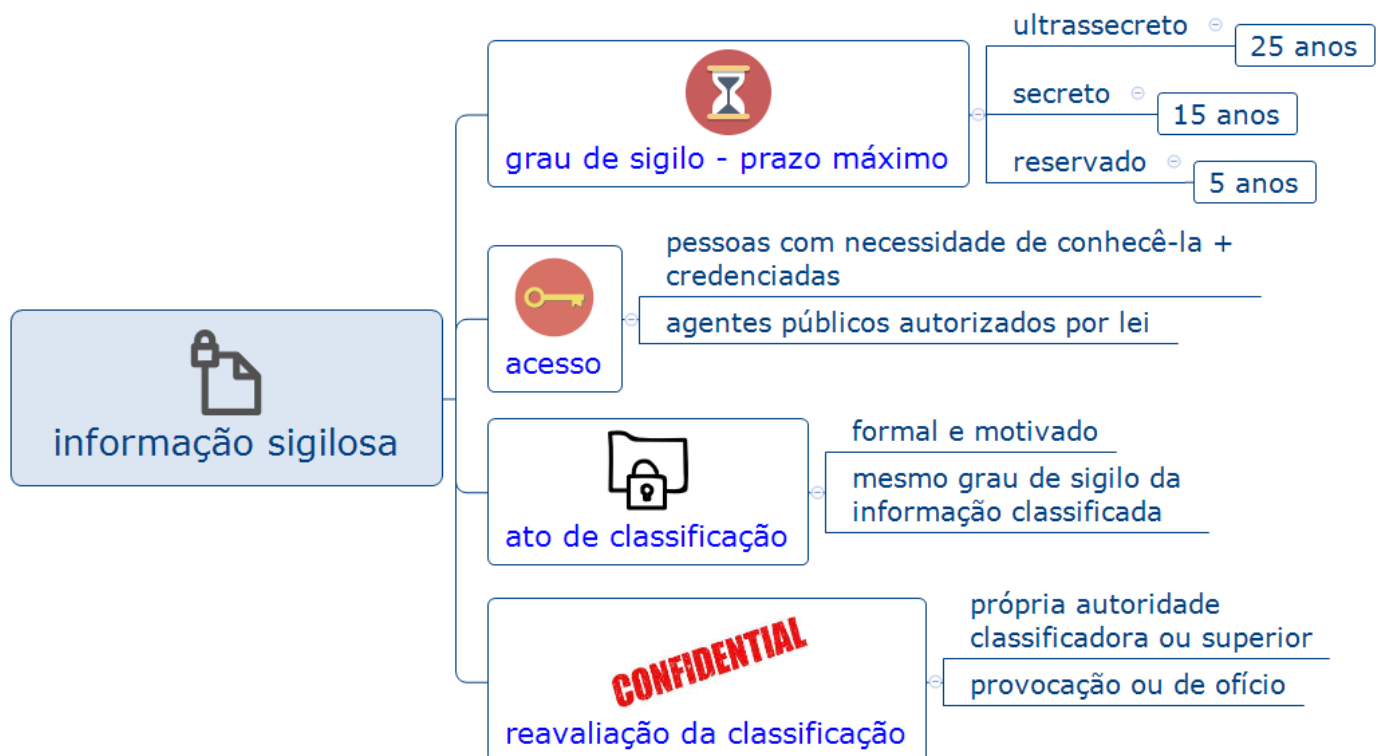 informação sigilosa
grau de sigilo - prazo máximo
ultrassecreto
25 anos
secreto
15 anos
reservado
5 anos
acesso
pessoas com necessidade de conhecê-la +
credenciadas
agentes públicos autorizados por lei
ato de classificação
formal e motivado
mesmo grau de sigilo da
informação classificada
CONFIDENTIAL
reavaliação da classificação
própria autoridade
classificadora ou superior
provocação ou de ofício